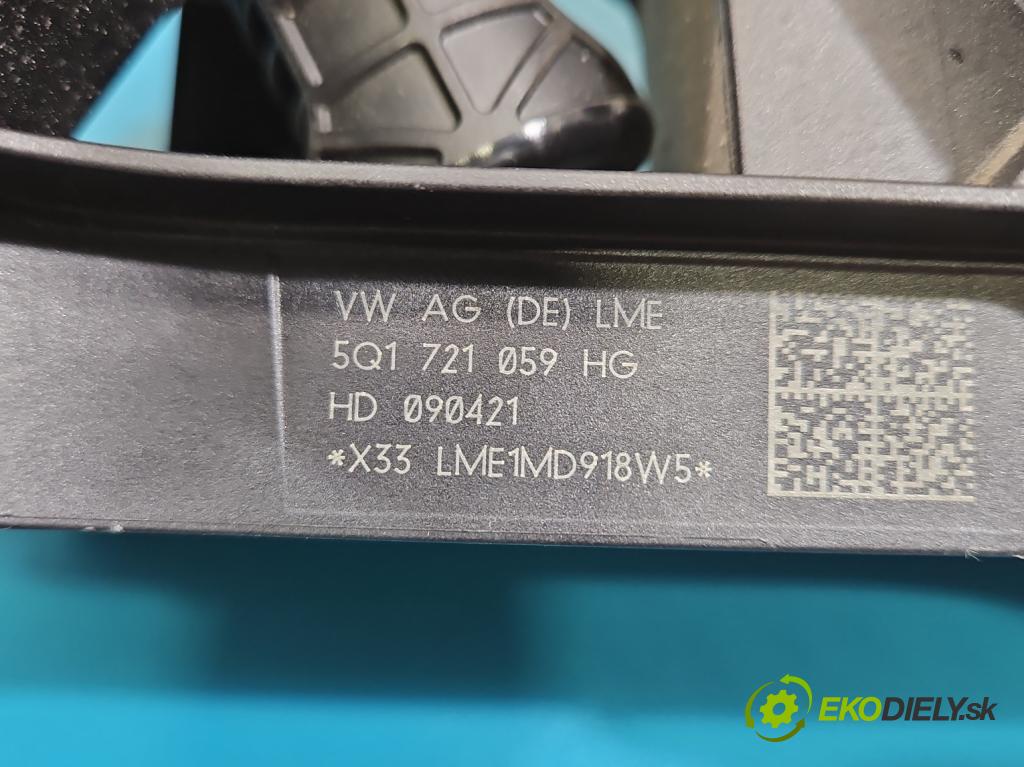 VW AG (DE) LME
5Q1 721 059 HG
HD 090421
*X33 LME1MD918W5*
EKODIELY.sk